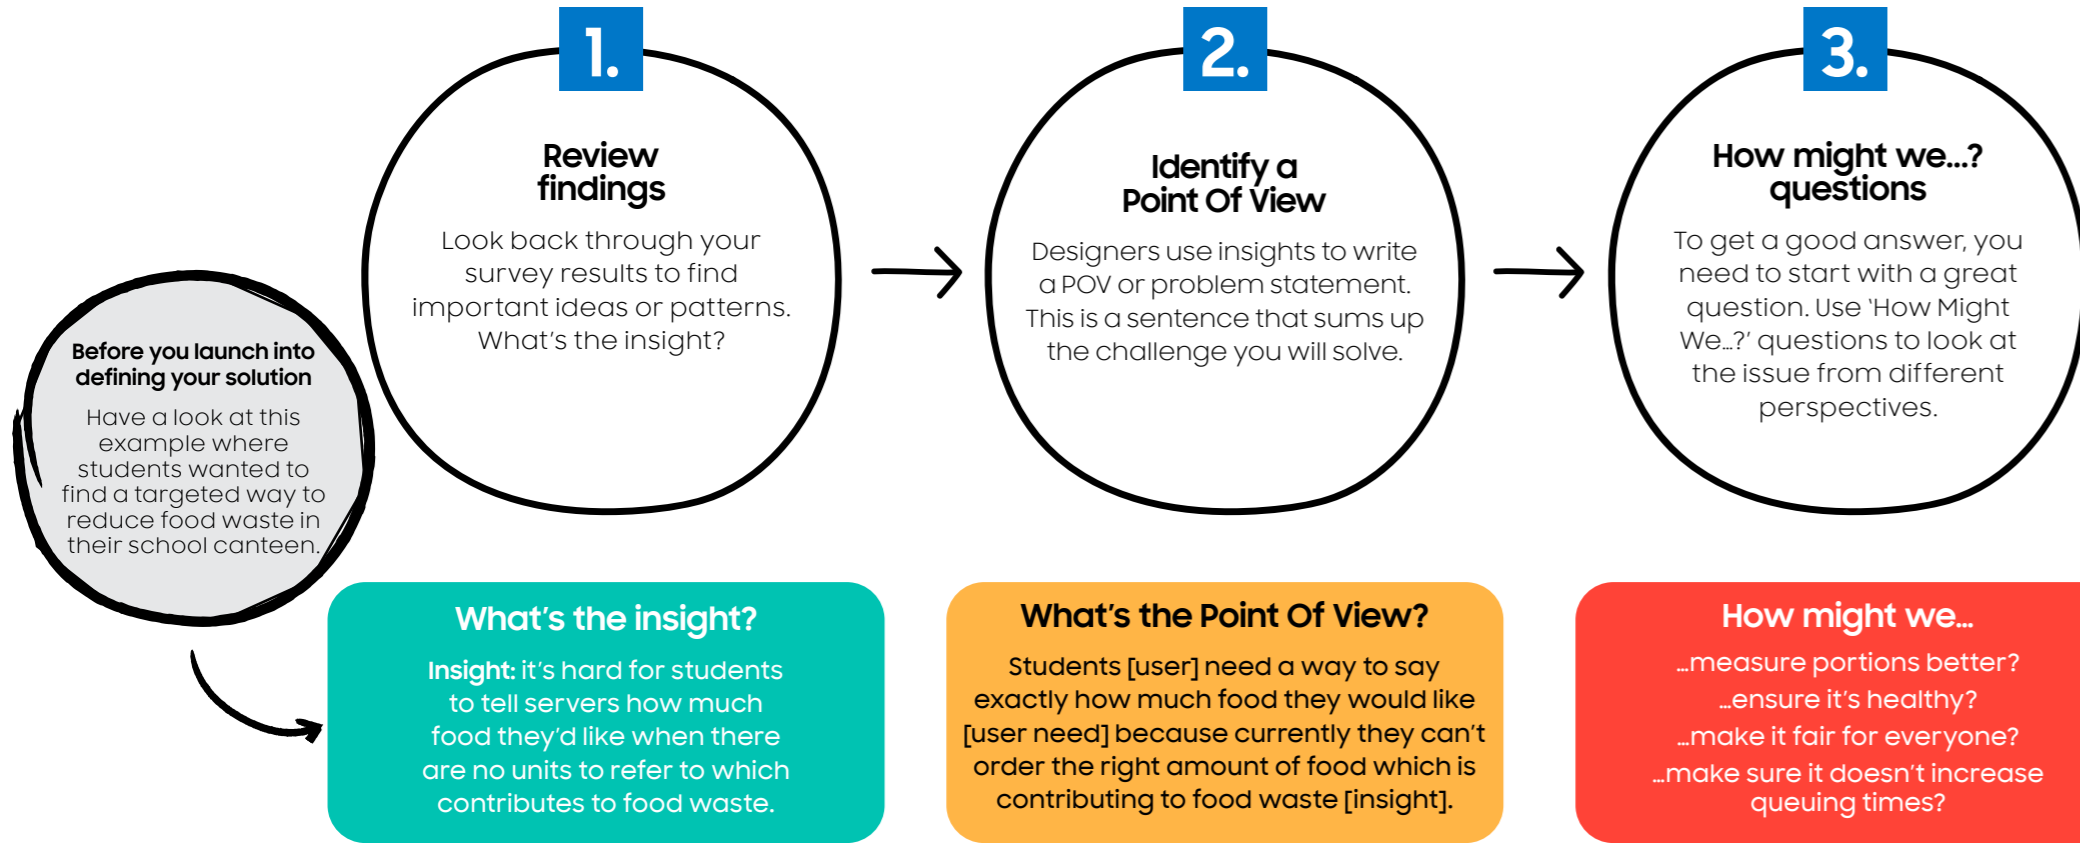 1.
Review
findings
Look back through your
survey results to find
important ideas or patterns.
What's the insight?
2.
Identify a
Point Of View
Designers use insights to write
a POV or problem statement.
This is a sentence that sums up
the challenge you will solve.
3.
How might we...?
questions
To get a good answer, you
need to start with a great
question. Use ‘How Might
We...?’ questions to look at
the issue from different
perspectives.
Before you launch into
defining your solution
Have a look at this
example where
students wanted to
find a targeted way to
reduce food waste in
their school canteen.
What’s the insight?
Insight: it’s hard for students
to tell servers how much
food they’d like when there
are no units to refer to which
contributes to food waste.
What’s the Point Of View?
Students [user] need a way to say
exactly how much food they would like
[user need] because currently they can’t
order the right amount of food which is
contributing to food waste [insight].
How might we...
...measure portions better?
...ensure it’s healthy?
...make it fair for everyone?
...make sure it doesn’t increase
queuing times?